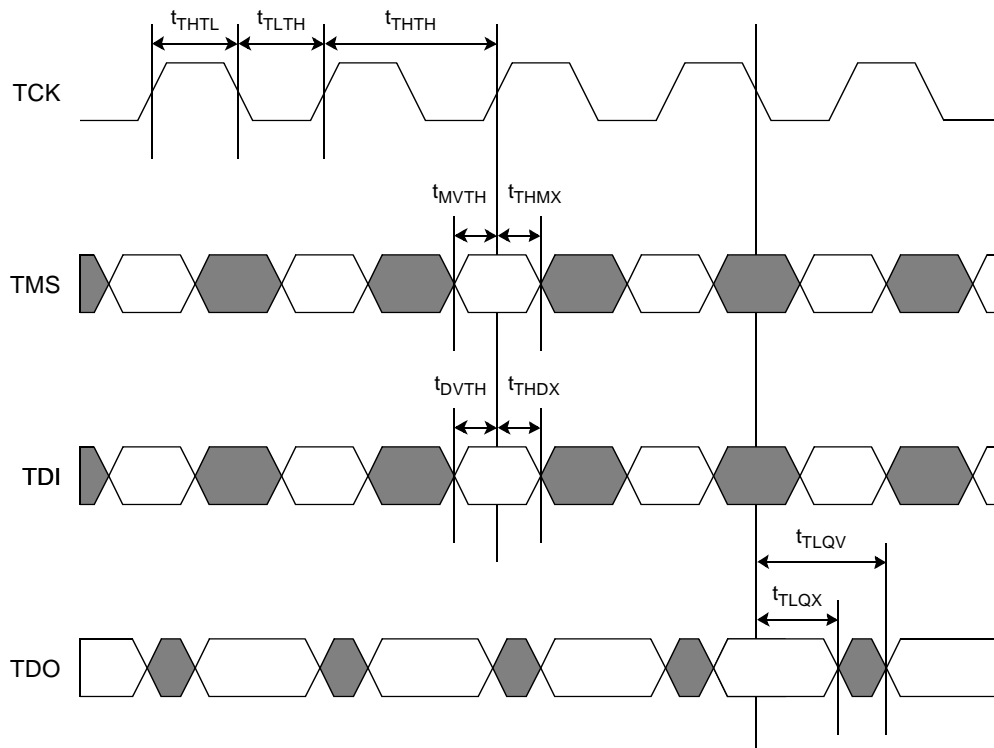 tTHTL tTLTH tTHTH
TCK
tMVTH tTHMX
TMS
tDVTH tTHDX
TDI
tTLQV
tTLQX
TDO